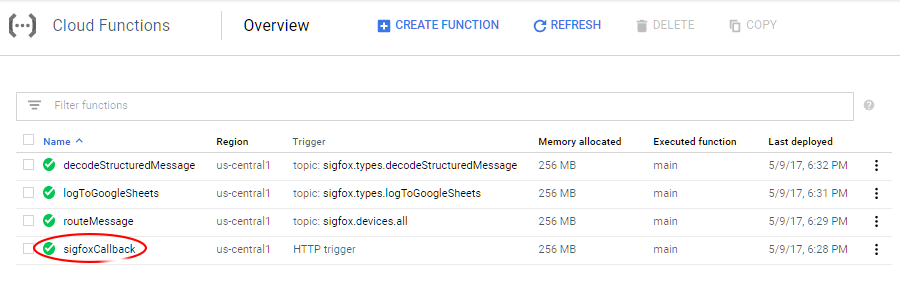 Cloud Functions Overview CREATE FUNCTION REFRESH DELETE COPY
Filter functions
Name Region Trigger Memory allocated Executed function Last deployed
decodeStructuredMessage us-central1 topic: sigfox.types.decodeStructuredMessage 256 MB main 5/9/17, 6:32 PM
logToGoogleSheets us-central1 topic: sigfox.types.logToGoogleSheets 256 MB main 5/9/17, 6:31 PM
routeMessage us-central1 topic: sigfox.devices.all 256 MB main 5/9/17, 6:29 PM
sigfoxCallback us-central1 HTTP trigger 256 MB main 5/9/17, 6:28 PM